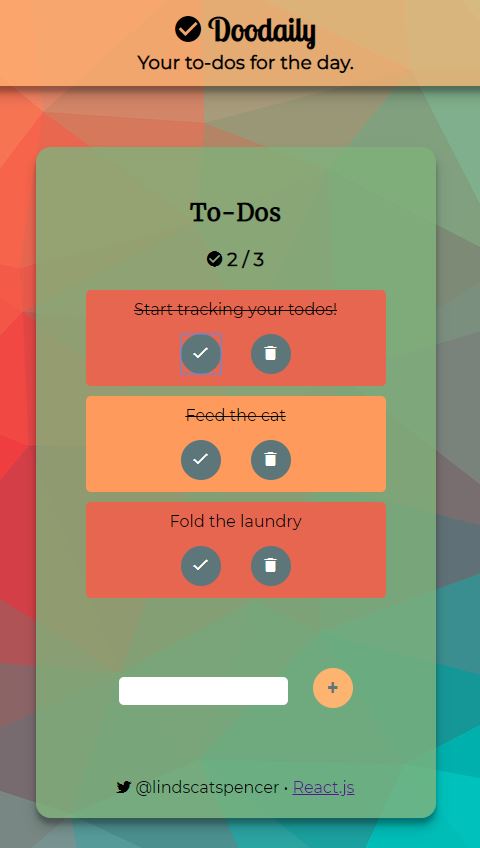 Doodaily
Your to-dos for the day.
To-Dos
2 / 3
Start tracking your todos!
Feed the cat
Fold the laundry
+
@lindscatspencer • React.js